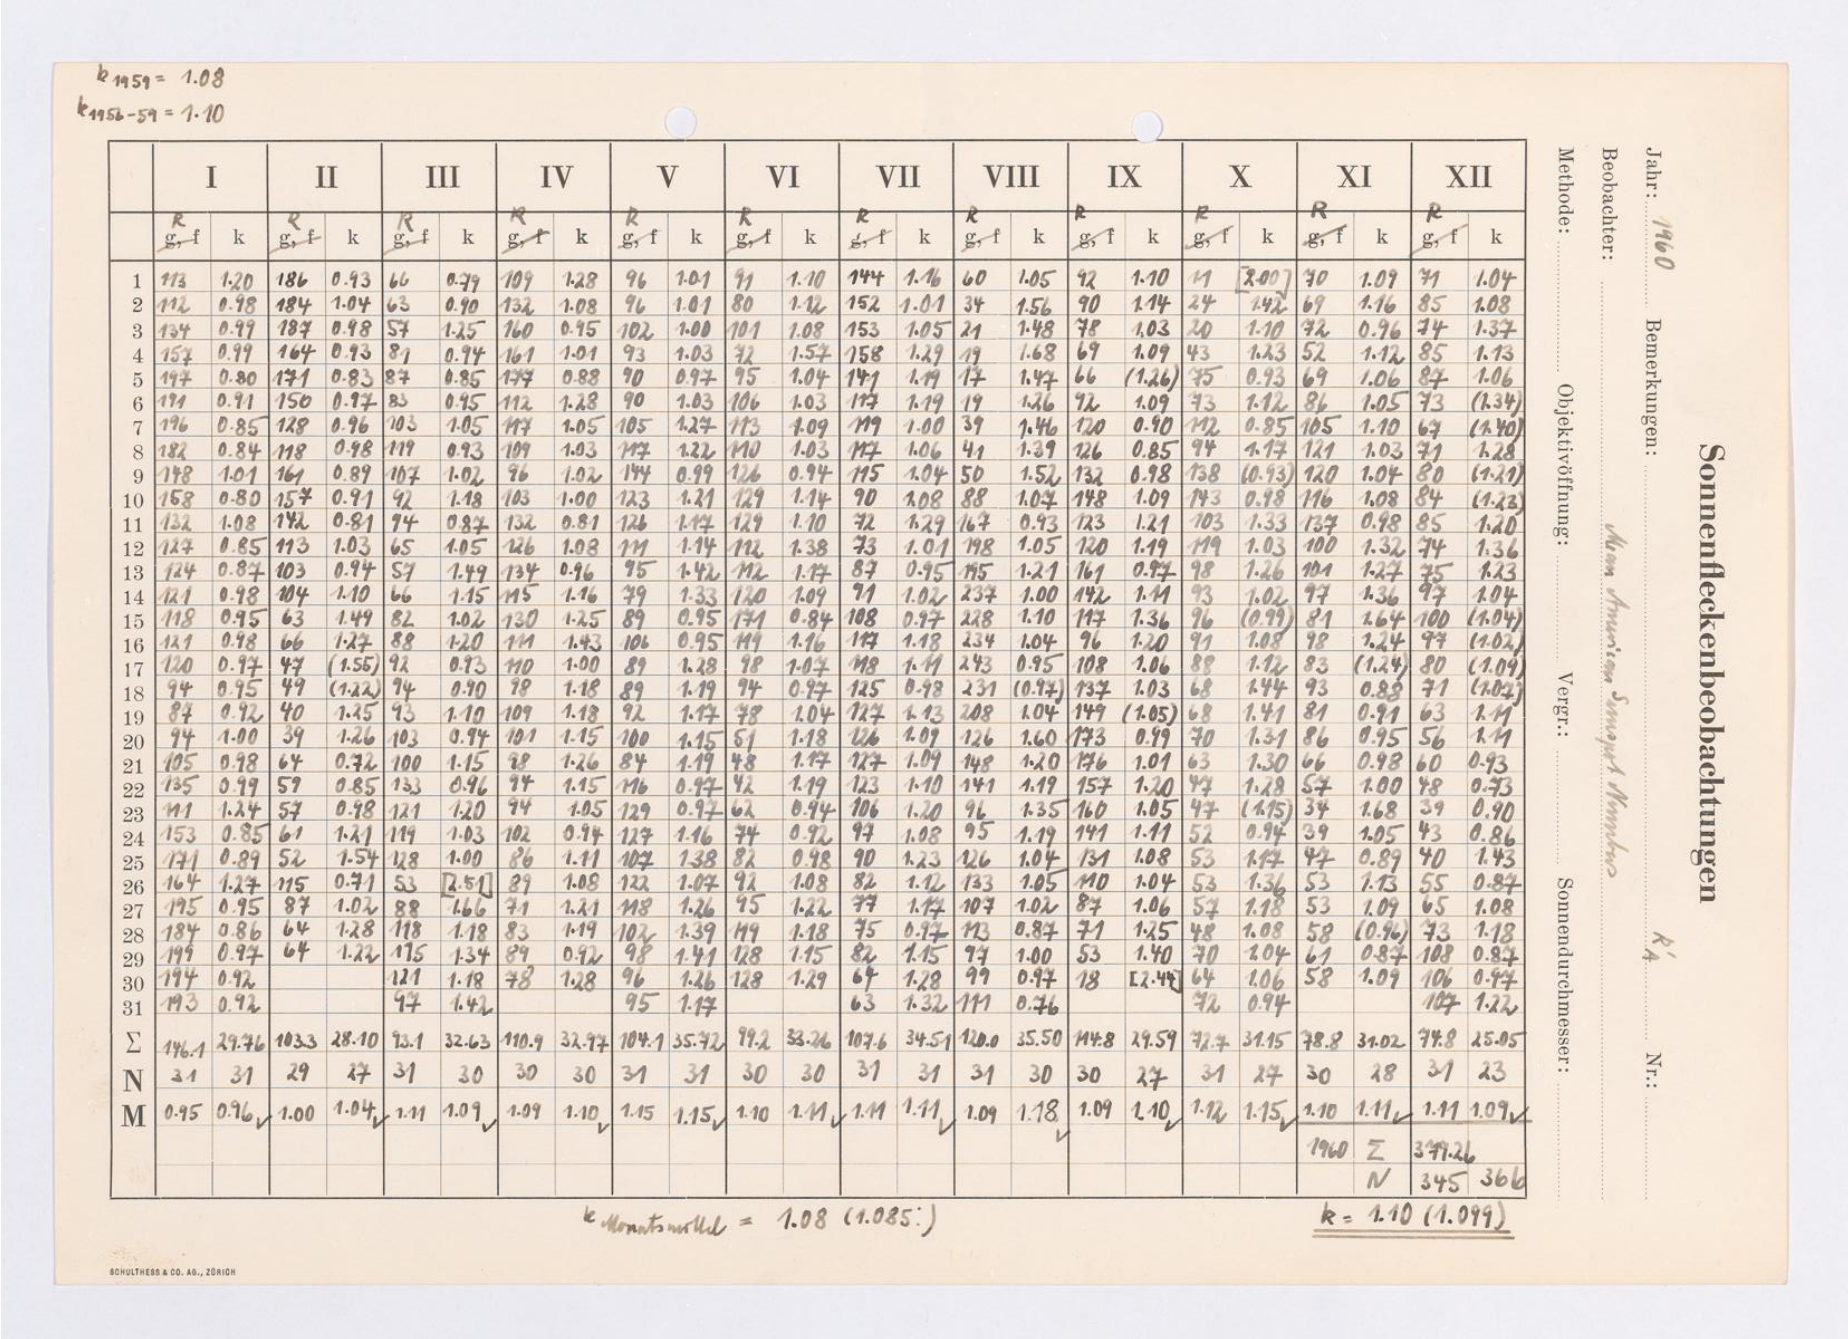 k 1959 = 1.08
k 1956-59 = 1.10
I II III IV V VI VII VIII IX X XI XII
R R R R R R R R R R R R
g, f k g, f k g, f k g, f k g, f k g, f k g, f k g, f k g, f k g, f k g, f k g, f k
1 113 1.20 186 0.93 66 0.79 109 1.28 96 1.01 91 1.10 144 1.16 60 1.05 92 1.10 11 [2.00] 70 1.09 71 1.04
2 112 0.98 184 1.04 63 0.90 132 1.08 96 1.01 80 1.12 152 1.01 34 1.56 90 1.14 24 1.42 69 1.16 85 1.08
3 134 0.99 187 0.98 57 1.25 160 0.95 102 1.00 101 1.08 153 1.05 21 1.48 78 1.03 20 1.10 72 0.96 74 1.37
4 157 0.99 164 0.93 81 0.94 161 1.01 93 1.03 72 1.57 158 1.29 19 1.68 69 1.09 43 1.23 52 1.12 85 1.13
5 197 0.80 171 0.83 87 0.85 177 0.88 90 0.97 95 1.04 141 1.19 17 1.47 66 (1.26) 75 0.93 69 1.06 87 1.06
6 191 0.91 150 0.97 83 0.95 112 1.28 90 1.03 106 1.03 117 1.19 19 1.26 92 1.09 73 1.12 86 1.05 73 (1.34)
7 196 0.85 128 0.96 103 1.05 117 1.05 105 1.27 113 1.09 119 1.00 39 1.46 120 0.90 112 0.85 105 1.10 67 (1.40)
8 182 0.84 118 0.98 119 0.93 109 1.03 117 1.22 110 1.03 117 1.06 41 1.39 126 0.85 94 1.17 121 1.03 71 1.28
9 148 1.01 161 0.89 107 1.02 96 1.02 144 0.99 126 0.94 115 1.04 50 1.52 132 0.98 138 (0.93) 120 1.04 80 (1.21)
10 158 0.80 157 0.91 92 1.18 103 1.00 123 1.21 129 1.14 90 1.08 88 1.07 148 1.09 143 0.98 116 1.08 84 (1.23)
11 132 1.08 142 0.81 94 0.87 132 0.81 126 1.17 129 1.10 72 1.29 167 0.93 123 1.21 103 1.33 137 0.98 85 1.20
12 127 0.85 113 1.03 65 1.05 126 1.08 111 1.14 112 1.38 73 1.01 198 1.05 120 1.19 119 1.03 100 1.32 74 1.36
13 124 0.87 103 0.94 57 1.49 134 0.96 95 1.42 112 1.17 87 0.95 195 1.21 161 0.97 98 1.26 101 1.27 75 1.23
14 121 0.98 104 1.10 66 1.15 115 1.16 79 1.33 120 1.09 91 1.02 237 1.00 142 1.11 93 1.02 97 1.36 97 1.04
15 118 0.95 63 1.49 82 1.02 130 1.25 89 0.95 171 0.84 108 0.97 228 1.10 117 1.36 96 (0.99) 81 1.64 100 (1.04)
16 121 0.98 66 1.27 88 1.20 111 1.43 106 0.95 119 1.16 117 1.18 234 1.04 96 1.20 91 1.08 98 1.24 97 (1.02)
17 120 0.97 47 (1.55) 92 0.93 110 1.00 89 1.28 98 1.07 118 1.11 243 0.95 108 1.06 88 1.12 83 (1.24) 80 (1.09)
18 94 0.95 49 (1.22) 94 0.90 98 1.18 89 1.19 94 0.97 125 0.98 231 (0.97) 137 1.03 68 1.44 93 0.88 71 (1.07)
19 87 0.92 40 1.25 93 1.10 109 1.18 92 1.17 78 1.04 127 1.13 208 1.04 149 (1.05) 68 1.41 81 0.91 63 1.11
20 94 1.00 39 1.26 103 0.94 101 1.15 100 1.15 51 1.18 126 1.09 126 1.60 173 0.99 70 1.31 86 0.95 56 1.11
21 105 0.98 64 0.72 100 1.15 98 1.26 84 1.19 48 1.17 127 1.09 148 1.20 176 1.01 63 1.30 66 0.98 60 0.93
22 135 0.99 59 0.85 133 0.96 94 1.15 116 0.97 42 1.19 123 1.10 141 1.19 157 1.20 47 1.28 57 1.00 48 0.73
23 111 1.24 57 0.98 121 1.20 94 1.05 129 0.97 62 0.94 106 1.20 96 1.35 160 1.05 47 (1.15) 34 1.68 39 0.90
24 153 0.85 61 1.21 119 1.03 102 0.94 127 1.16 74 0.92 97 1.08 95 1.19 141 1.11 52 0.94 39 1.05 43 0.86
25 171 0.89 52 1.54 128 1.00 86 1.11 107 1.38 82 0.98 90 1.23 126 1.04 131 1.08 53 1.17 47 0.89 40 1.43
26 164 1.27 115 0.71 53 [2.51] 89 1.08 122 1.07 92 1.08 82 1.12 133 1.05 110 1.04 53 1.36 53 1.13 55 0.87
27 195 0.95 87 1.02 88 1.66 71 1.21 118 1.26 95 1.22 77 1.17 107 1.02 87 1.06 57 1.18 53 1.09 65 1.08
28 184 0.86 64 1.28 118 1.18 83 1.19 102 1.39 119 1.18 75 0.97 113 0.87 71 1.25 48 1.08 58 (0.96) 73 1.18
29 199 0.97 64 1.22 115 1.34 89 0.92 98 1.41 128 1.15 82 1.15 97 1.00 53 1.40 70 1.04 61 0.87 108 0.87
30 194 0.92 121 1.18 78 1.28 96 1.26 128 1.29 64 1.28 99 0.97 18 [2.44] 64 1.06 58 1.09 106 0.97
31 193 0.92 97 1.42 95 1.17 63 1.32 111 0.76 72 0.94 107 1.22
Σ 146.1 29.76 103.3 28.10 93.1 32.63 110.9 32.97 104.1 35.72 99.2 33.26 107.6 34.51 120.0 35.50 114.8 29.59 72.7 31.15 78.8 31.02 74.8 25.05
N 31 31 29 27 31 30 30 30 31 31 30 30 31 31 31 30 30 27 31 27 30 28 31 23
M 0.95 0.96 ✓ 1.00 1.04 ✓ 1.11 1.09 ✓ 1.09 1.10 ✓ 1.15 1.15 ✓ 1.10 1.11 ✓ 1.11 1.11 ✓ 1.09 1.18 ✓ 1.09 1.10 ✓ 1.12 1.15 ✓ 1.10 1.11 ✓ 1.11 1.09 ✓
1960 Σ 379.26
N 345 366
k Monatsmittel = 1.08 (1.085:)
k = 1.10 (1.099)
SCHULTHESS & CO. AG., ZÜRICH
Sonnenfleckenbeobachtungen
Jahr: 1960 Bemerkungen: R'A Nr.:
Beobachter: Mean American Sunspot Numbers
Methode: Objektivöffnung: Vergr.: Sonnendurchmesser: